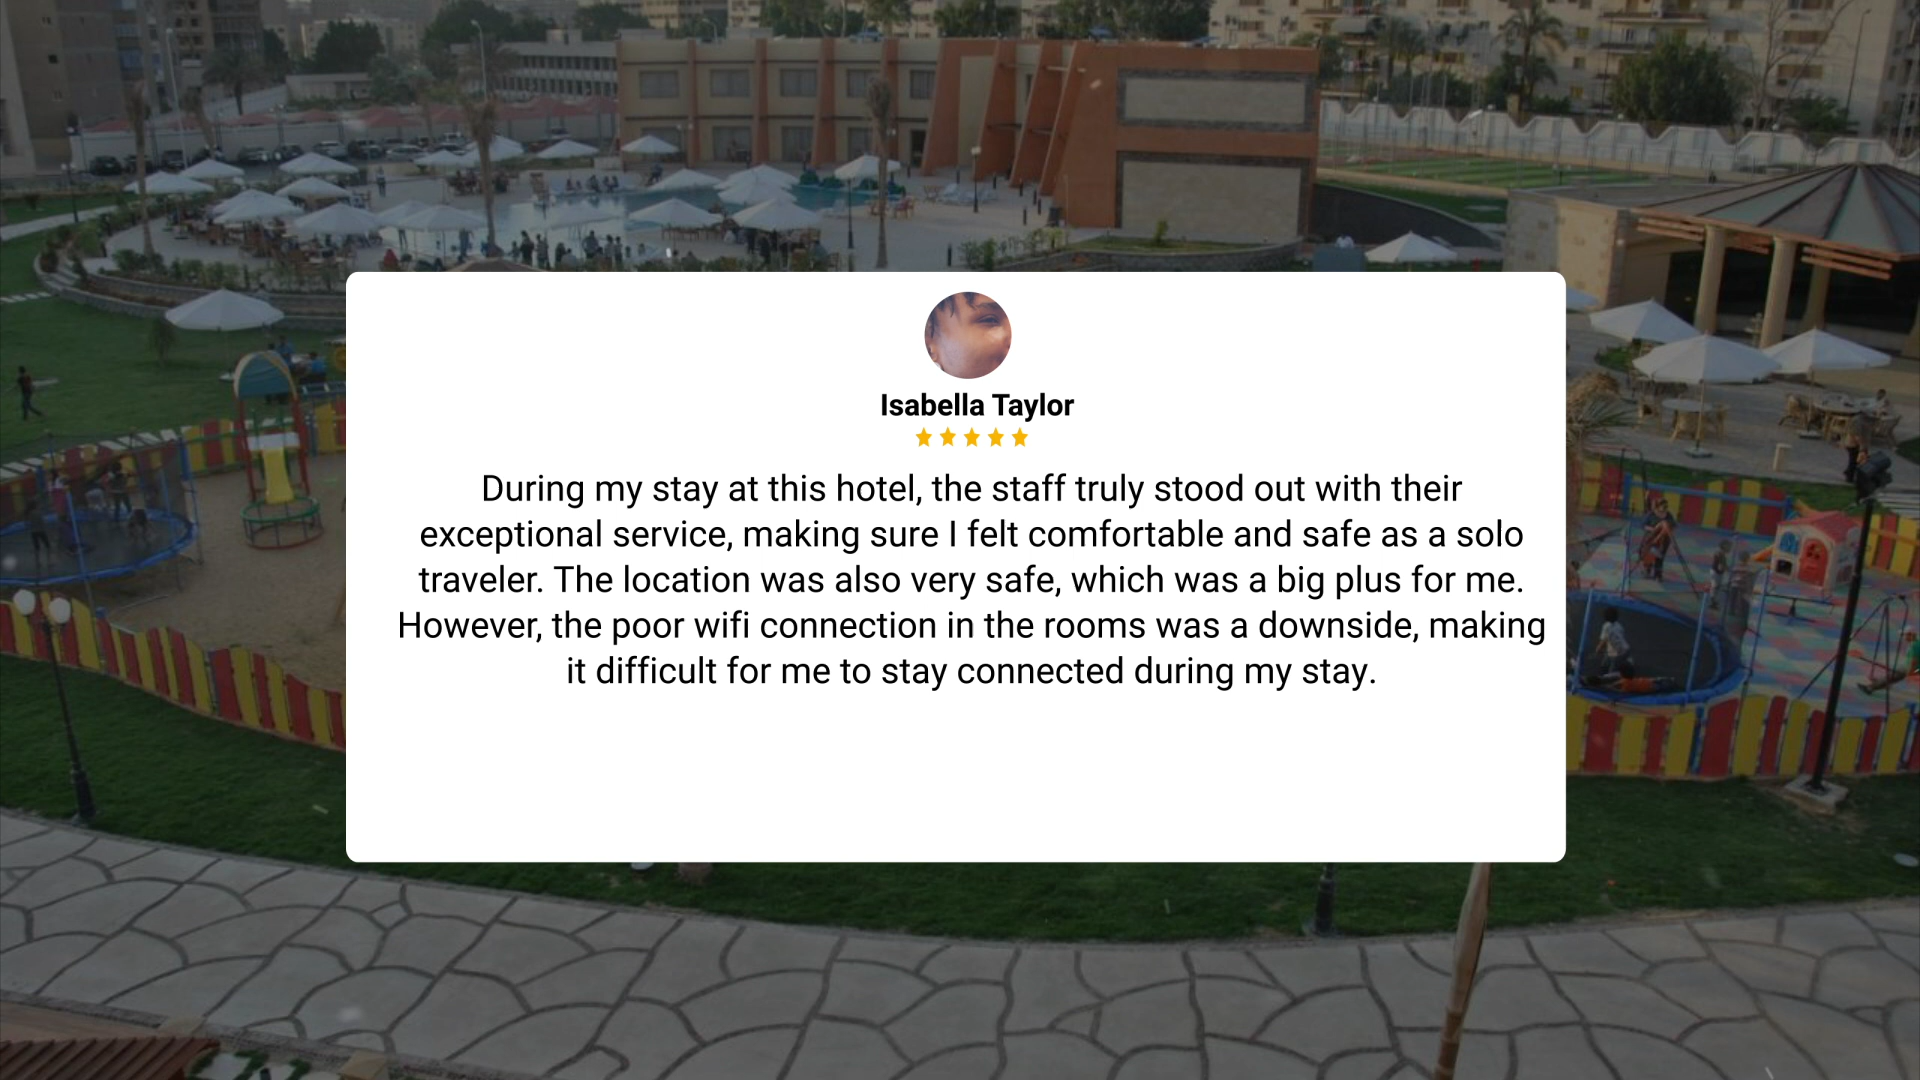 Isabella Taylor
During my stay at this hotel, the staff truly stood out with their
exceptional service, making sure I felt comfortable and safe as a solo
traveler. The location was also very safe, which was a big plus for me.
However, the poor wifi connection in the rooms was a downside, making
it difficult for me to stay connected during my stay.